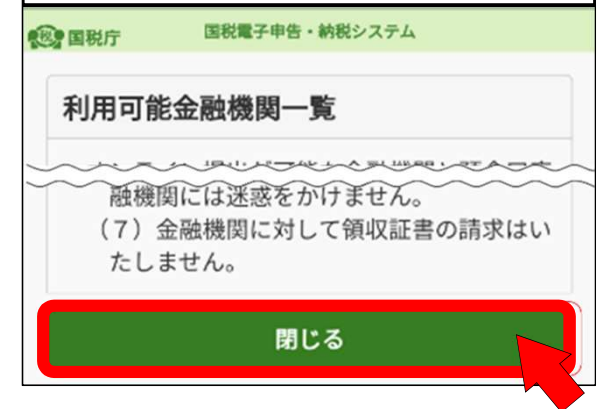 税 国税庁 国税電子申告・納税システム
利用可能金融機関一覧
融機関には迷惑をかけません。
（７）金融機関に対して領収証書の請求はい
たしません。
閉じる